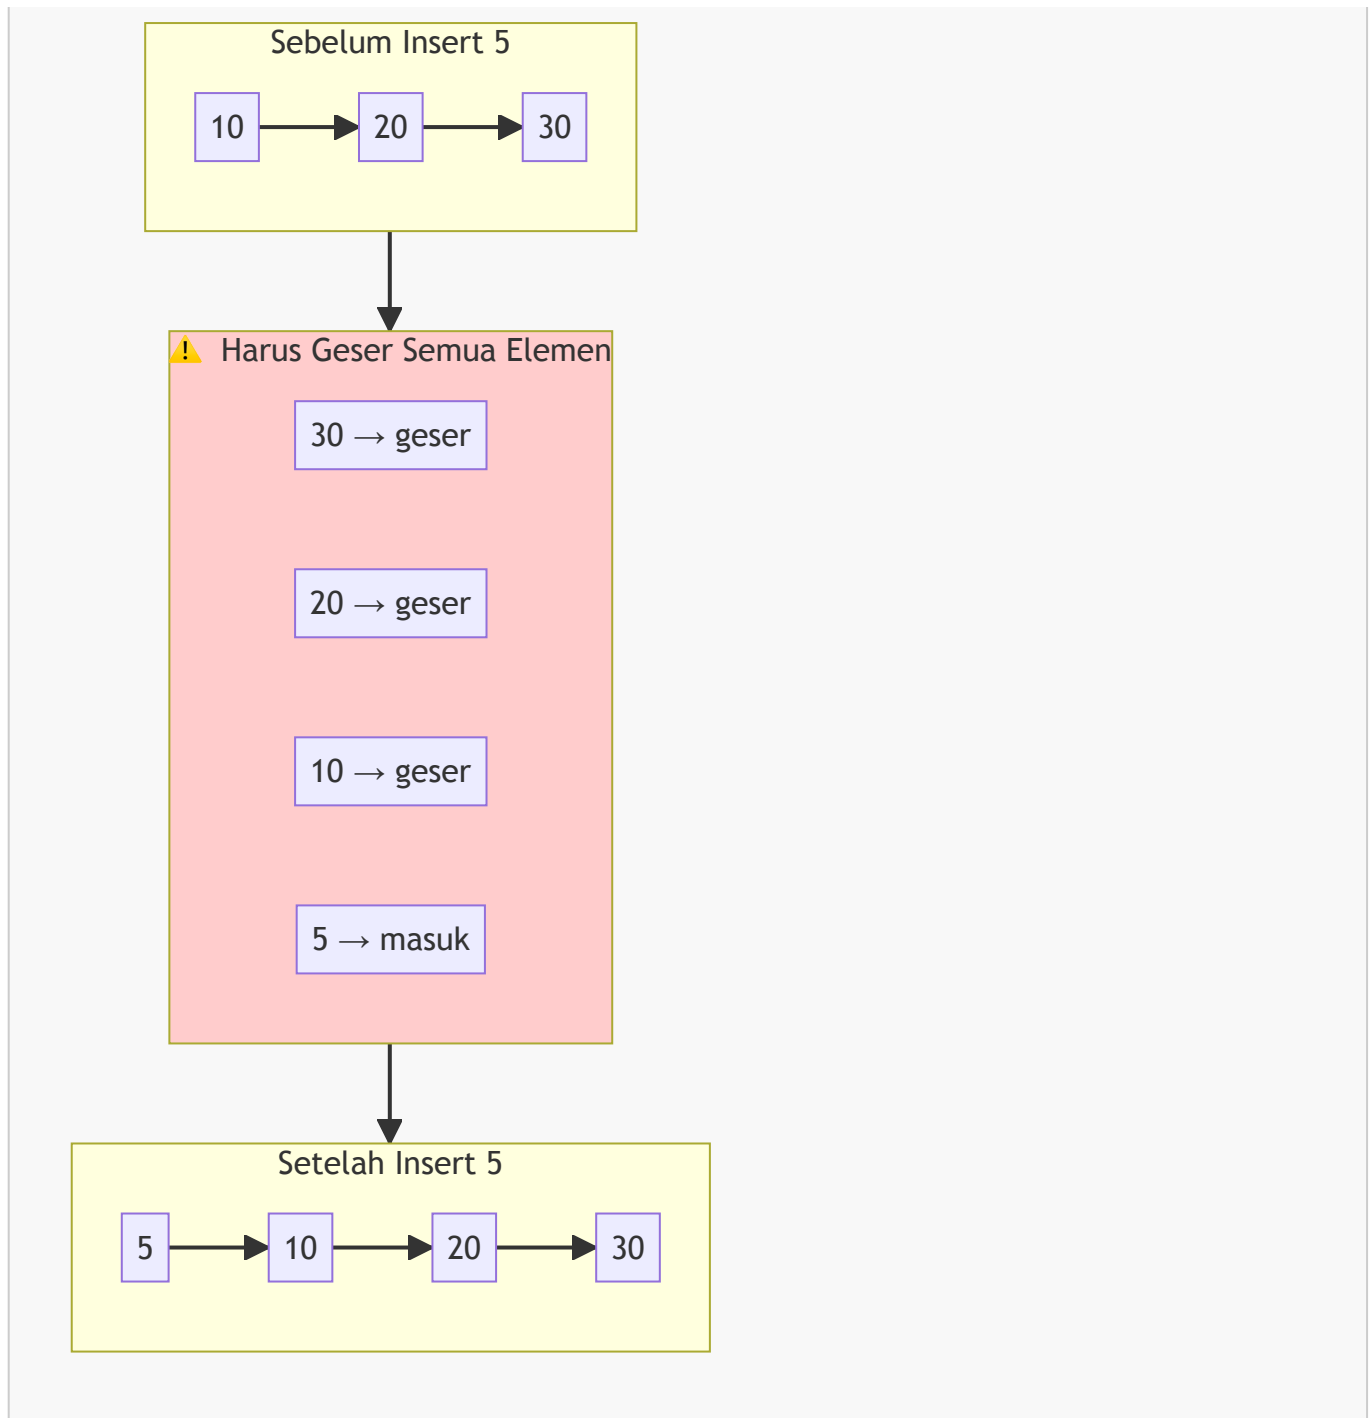 Sebelum Insert 5
10 20 30
⚠️ Harus Geser Semua Elemen
30 → geser
20 → geser
10 → geser
5 → masuk
Setelah Insert 5
5 10 20 30